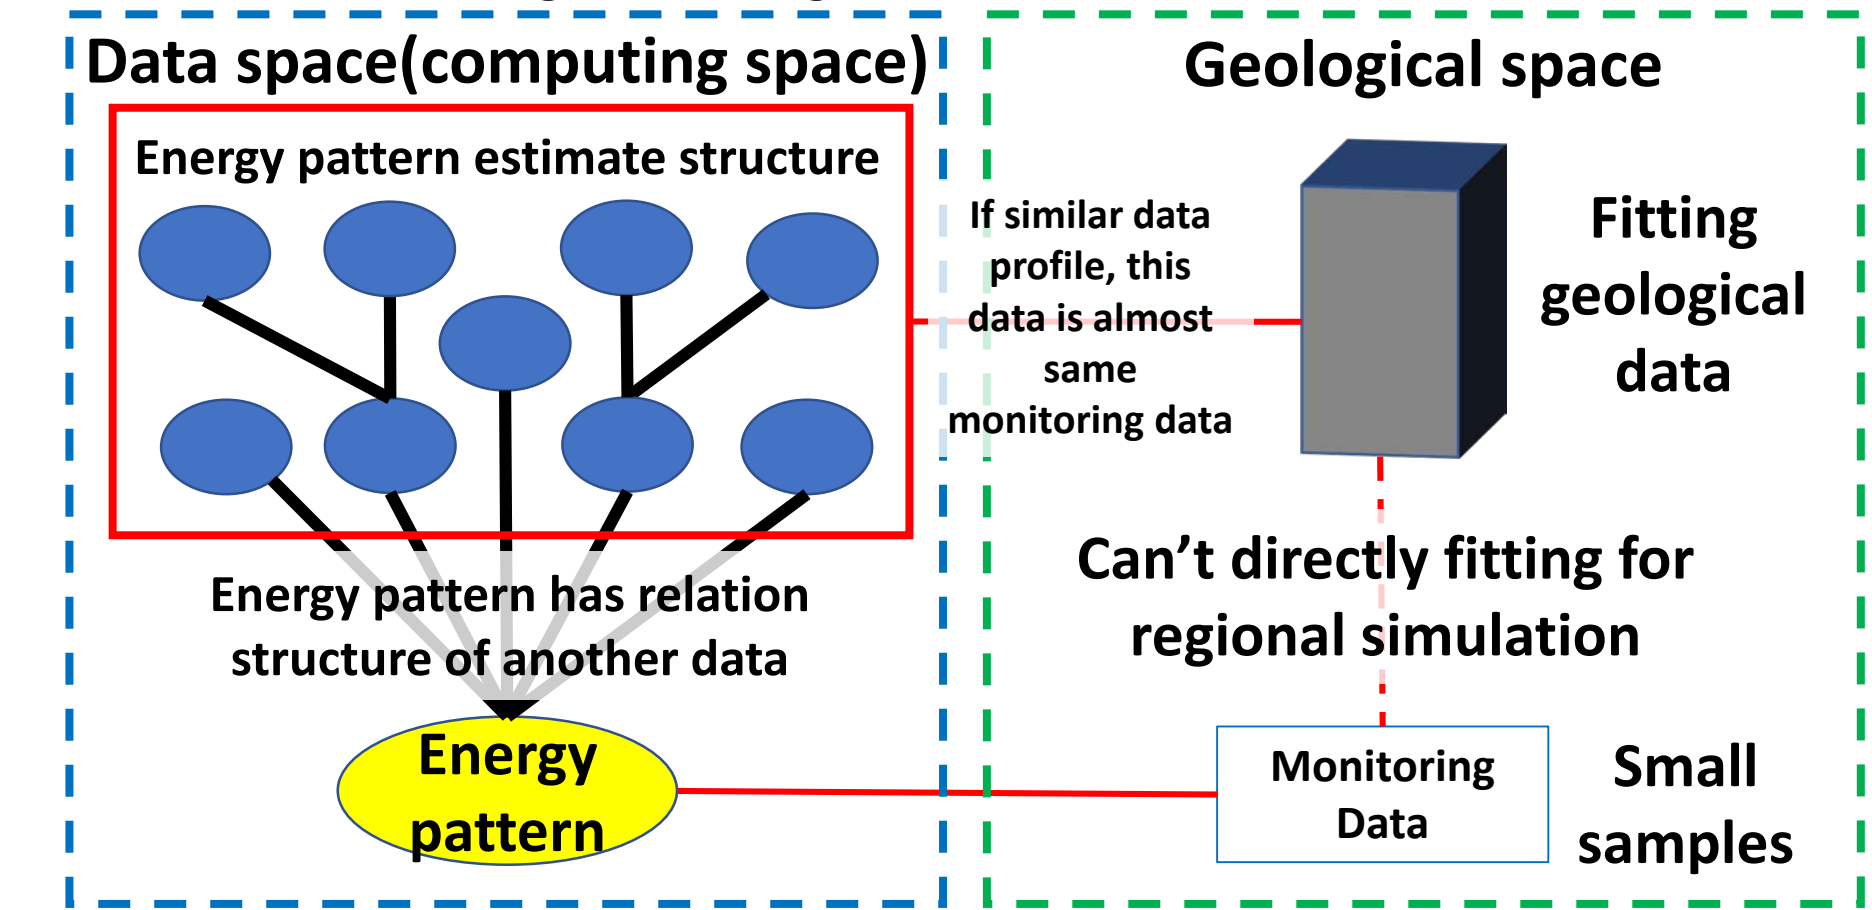 Data space(computing space)
Energy pattern estimate structure
Energy pattern has relation
structure of another data
Energy
pattern
If similar data
profile, this
data is almost
same
monitoring data
Geological space
Fitting
geological
data
Can't directly fitting for
regional simulation
Monitoring
Data
Small
samples